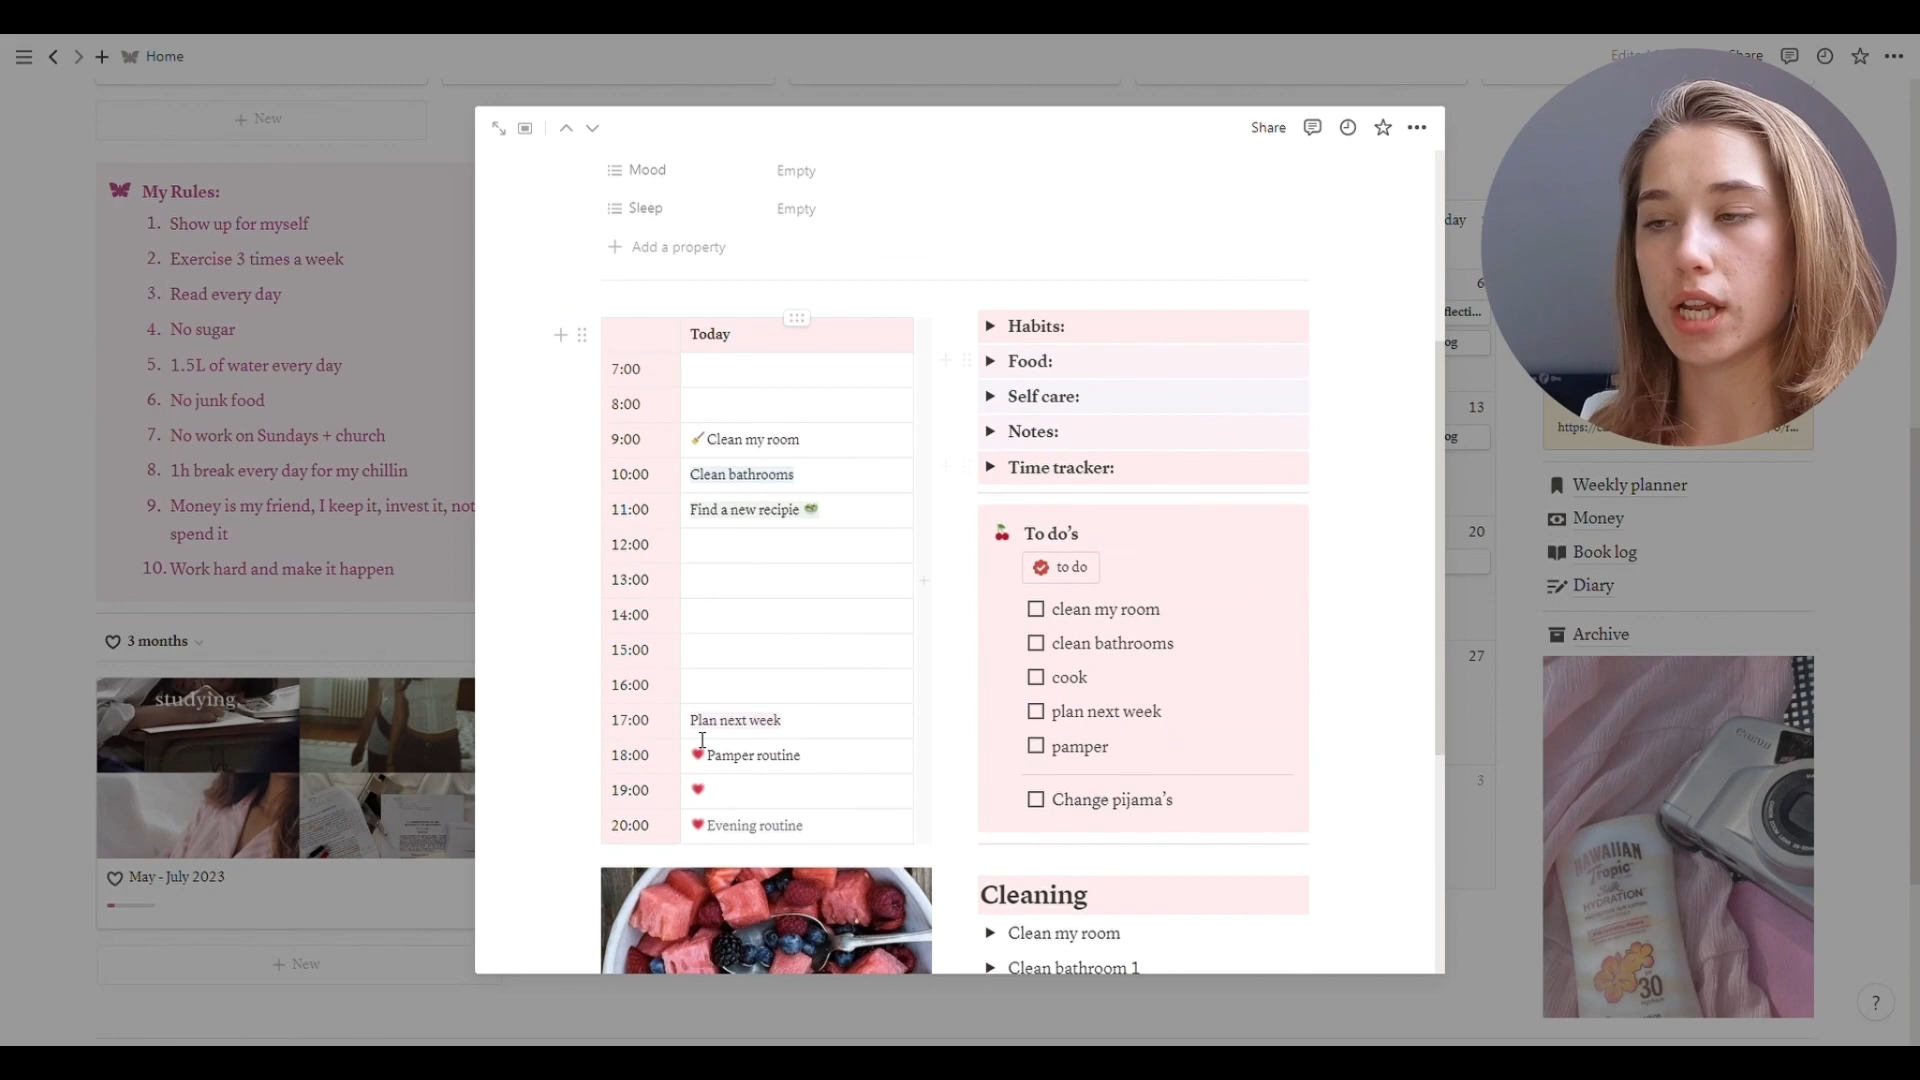 Home
Share
New
My Rules:
1. Show up for myself
2. Exercise 3 times a week
3. Read every day
4. No sugar
5. 1.5L of water every day
6. No junk food
7. No work on Sundays + church
8. 1h break every day for my chillin
9. Money is my friend, I keep it, invest it, not
spend it
10. Work hard and make it happen
3 months
studying,
May - July 2023
New
Share
Mood Empty
Sleep Empty
Add a property
Today
7:00
8:00
9:00 Clean my room
10:00 Clean bathrooms
11:00 Find a new recipie
12:00
13:00
14:00
15:00
16:00
17:00 Plan next week
18:00 Pamper routine
19:00
20:00 Evening routine
Habits:
Food:
Self care:
Notes:
Time tracker:
To do's
to do
clean my room
clean bathrooms
cook
plan next week
pamper
Change pijama's
Cleaning
Clean my room
Clean bathroom 1
day
6
flecti...
og
13
og
20
27
3
Weekly planner
Money
Book log
Diary
Archive
Canon
HAWAIIAN
Tropic
Silk
HYDRATION
30
?